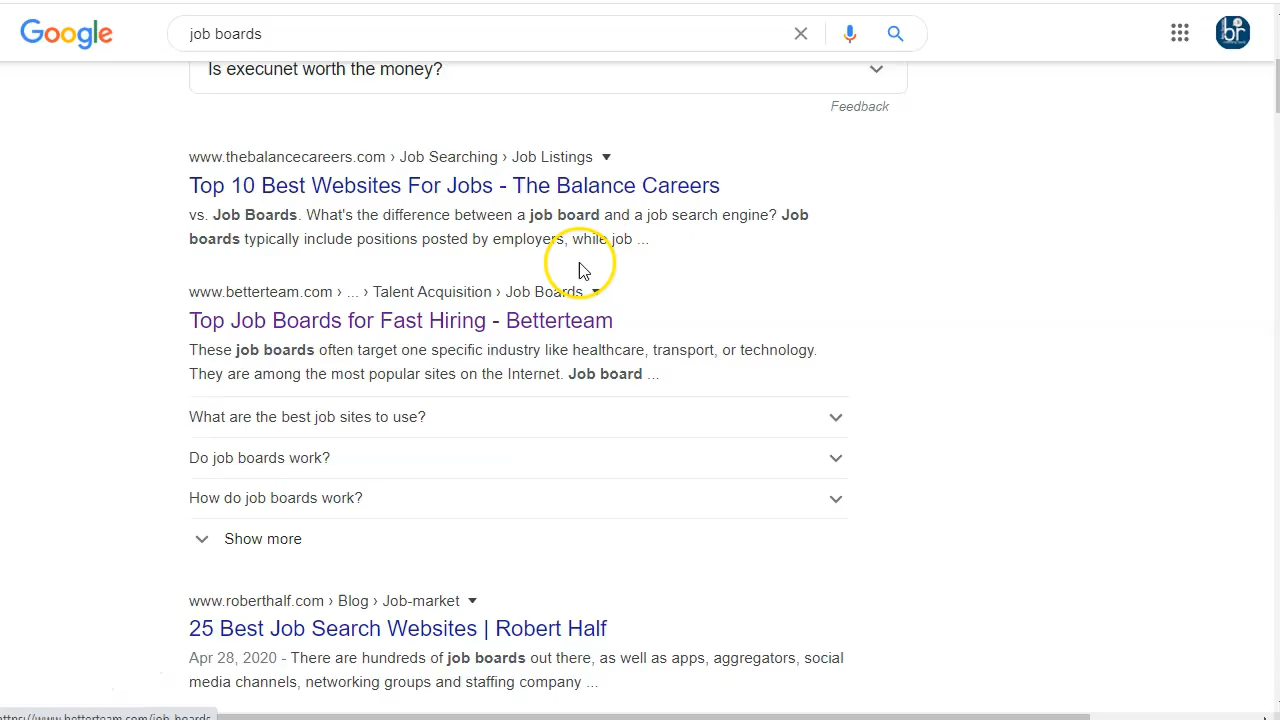 Google
job boards
br
Is execunet worth the money?
Feedback
www.thebalancecareers.com › Job Searching › Job Listings
Top 10 Best Websites For Jobs - The Balance Careers
vs. Job Boards. What's the difference between a job board and a job search engine? Job
boards typically include positions posted by employers, while job ...
www.betterteam.com › ... › Talent Acquisition › Job Boards
Top Job Boards for Fast Hiring - Betterteam
These job boards often target one specific industry like healthcare, transport, or technology.
They are among the most popular sites on the Internet. Job board ...
What are the best job sites to use?
Do job boards work?
How do job boards work?
Show more
www.roberthalf.com › Blog › Job-market
25 Best Job Search Websites | Robert Half
Apr 28, 2020 - There are hundreds of job boards out there, as well as apps, aggregators, social
media channels, networking groups and staffing company ...
https://www.betterteam.com/job-boards